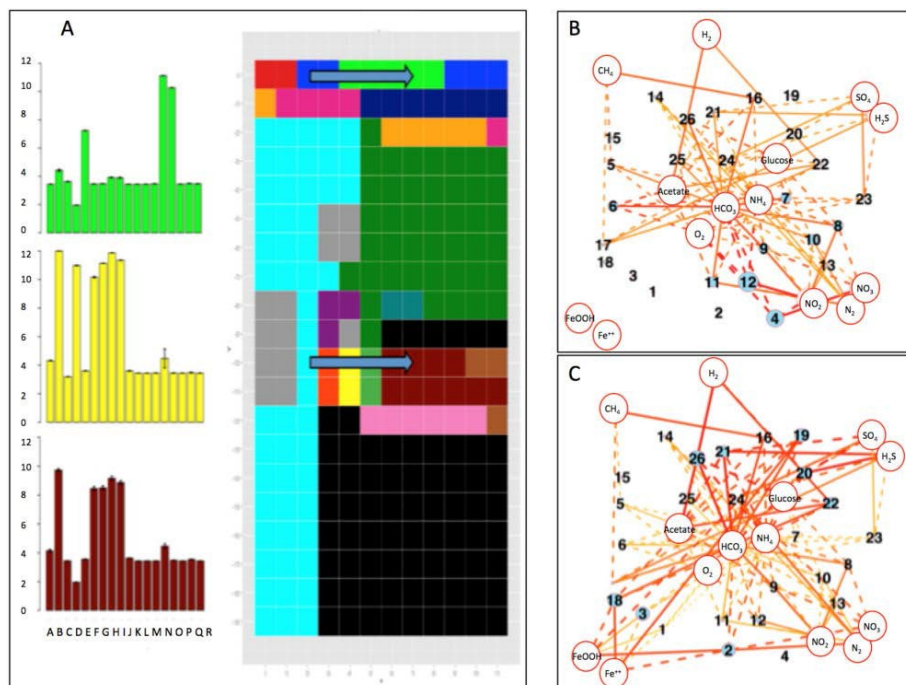 A
12
10
8
6
4
2
0
12
10
8
6
4
2
0
12
10
8
6
4
2
0
A B C D E F G H I J K L M N O P Q R
B
H2
CH4
14
16
19
SO4
21
H2S
26
15
20
5
25
24
Glucose
22
Acetate
6
HCO3
NH4
7
23
8
O2
17
9
10
18
13
3
11
12
1
NO3
2
NO2
N2
4
FeOOH
Fe++
C
H2
CH4
14
16
19
SO4
21
H2S
26
15
20
5
25
24
Glucose
22
Acetate
6
HCO3
NH4
7
23
8
O2
9
10
18
13
3
11
12
1
NO3
2
NO2
N2
4
FeOOH
Fe++